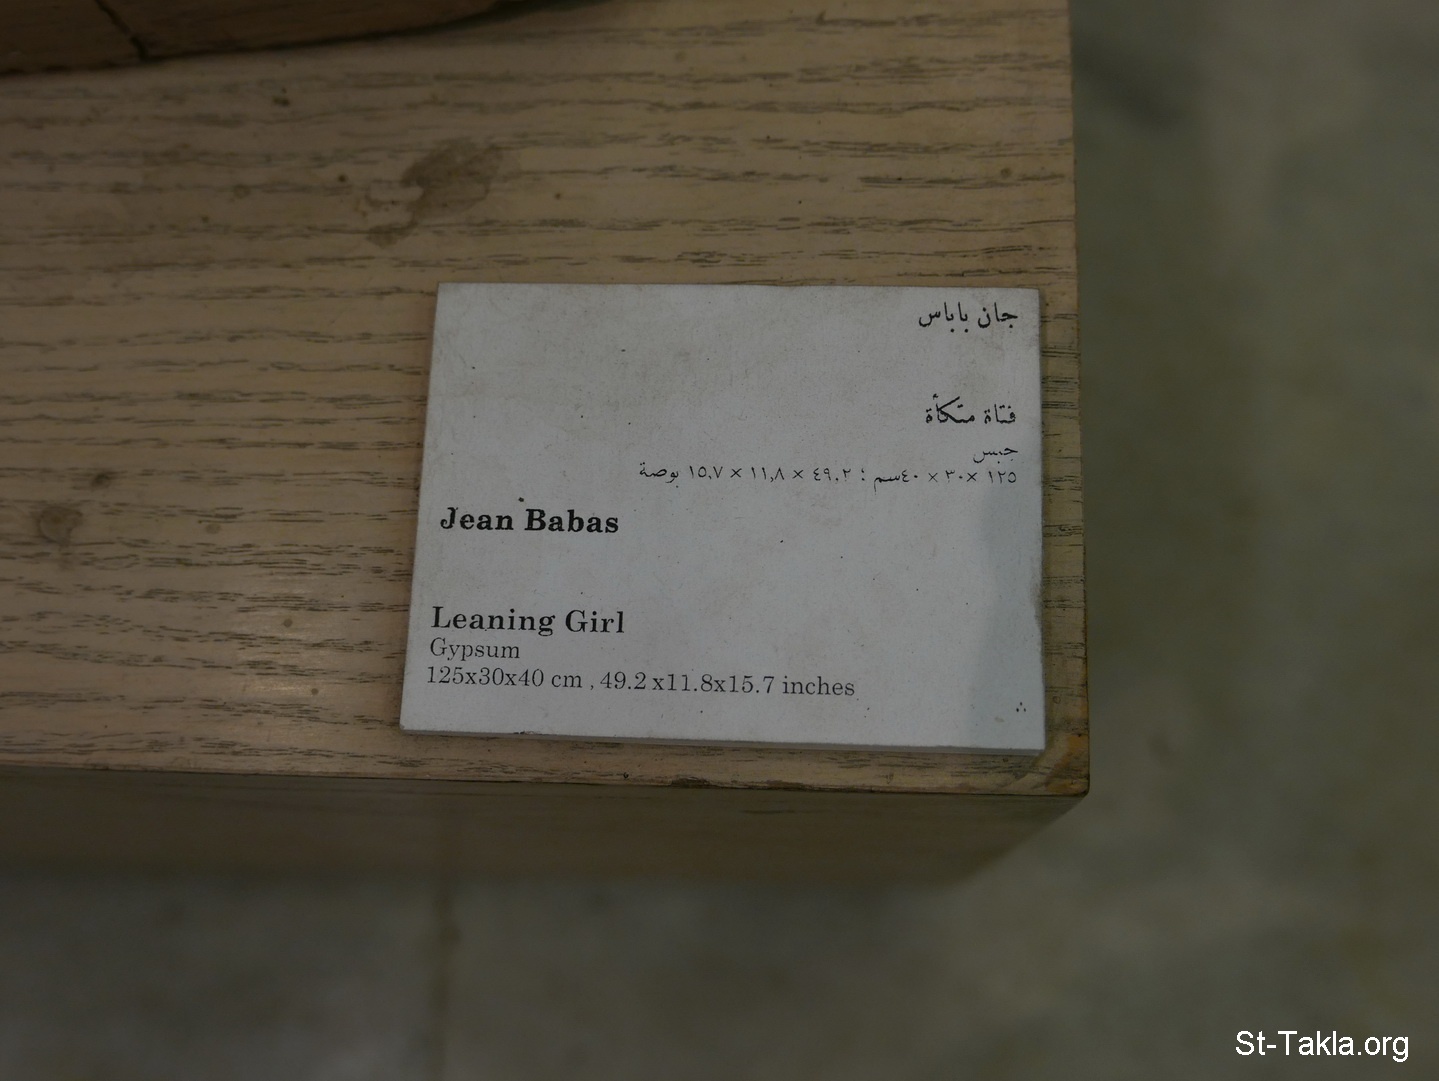 جان باباس
فتاة متكأة
جبس
١٢٥ ×٣٠× ٤٠سم ؛ ٤٩,٢ × ١١,٨ × ١٥,٧ بوصة
Jean Babas
Leaning Girl
Gypsum
125x30x40 cm , 49.2 x11.8x15.7 inches
St-Takla.org